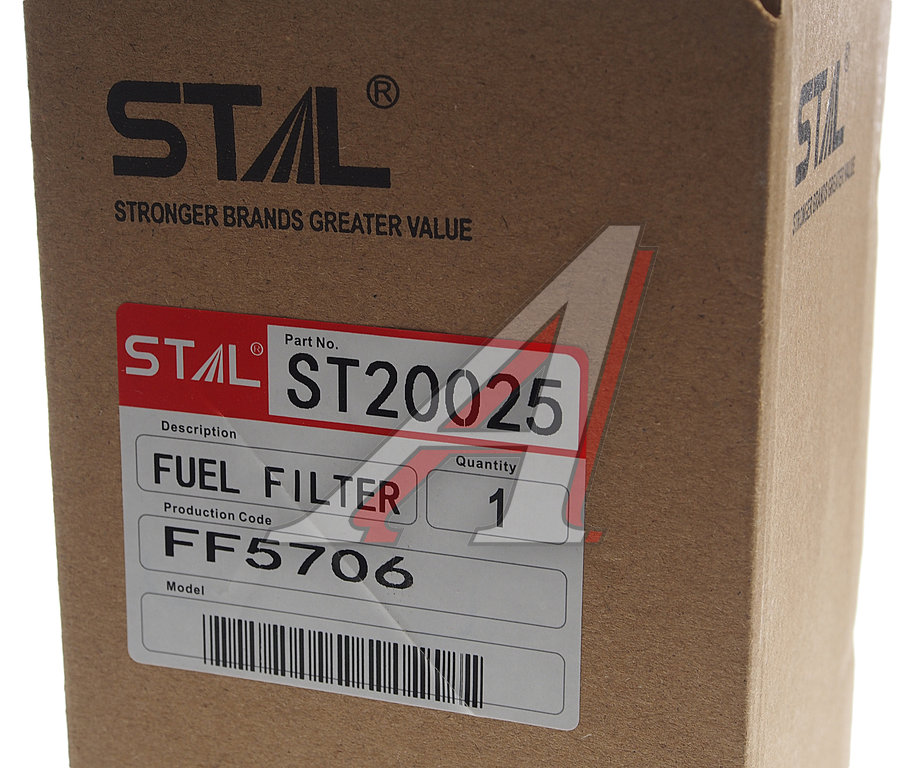 STAL®
STRONGER BRANDS GREATER VALUE
STAL®
STRONGER BRANDS GREATER VALUE
STAL®
Part No.
ST20025
Description
FUEL FILTER
Quantity
1
Production Code
FF5706
Model